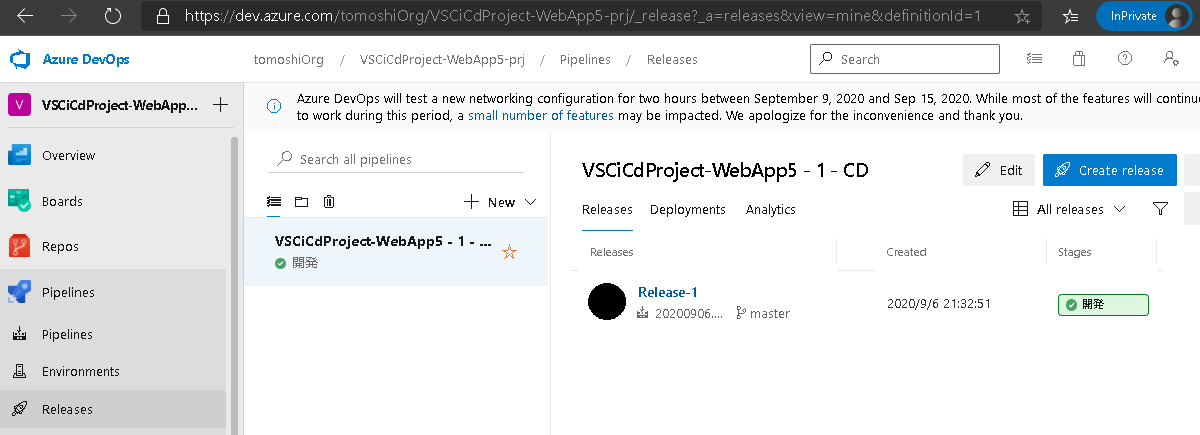 https://dev.azure.com/tomoshiOrg/VSCiCdProject-WebApp5-prj/_release?_a=releases&view=mine&definitionId=1
InPrivate
Azure DevOps
tomoshiOrg / VSCiCdProject-WebApp5-prj / Pipelines / Releases
Search
V
VSCiCdProject-WebApp...
Overview
Boards
Repos
Pipelines
Pipelines
Environments
Releases
Azure DevOps will test a new networking configuration for two hours between September 9, 2020 and Sep 15, 2020. While most of the features will continue
to work during this period, a small number of features may be impacted. We apologize for the inconvenience and thank you.
Search all pipelines
New
VSCiCdProject-WebApp5 - 1 - ...
開発
VSCiCdProject-WebApp5 - 1 - CD
Edit
Create release
Releases Deployments Analytics
All releases
Releases Created Stages
Release-1
20200906.... master
2020/9/6 21:32:51
開発